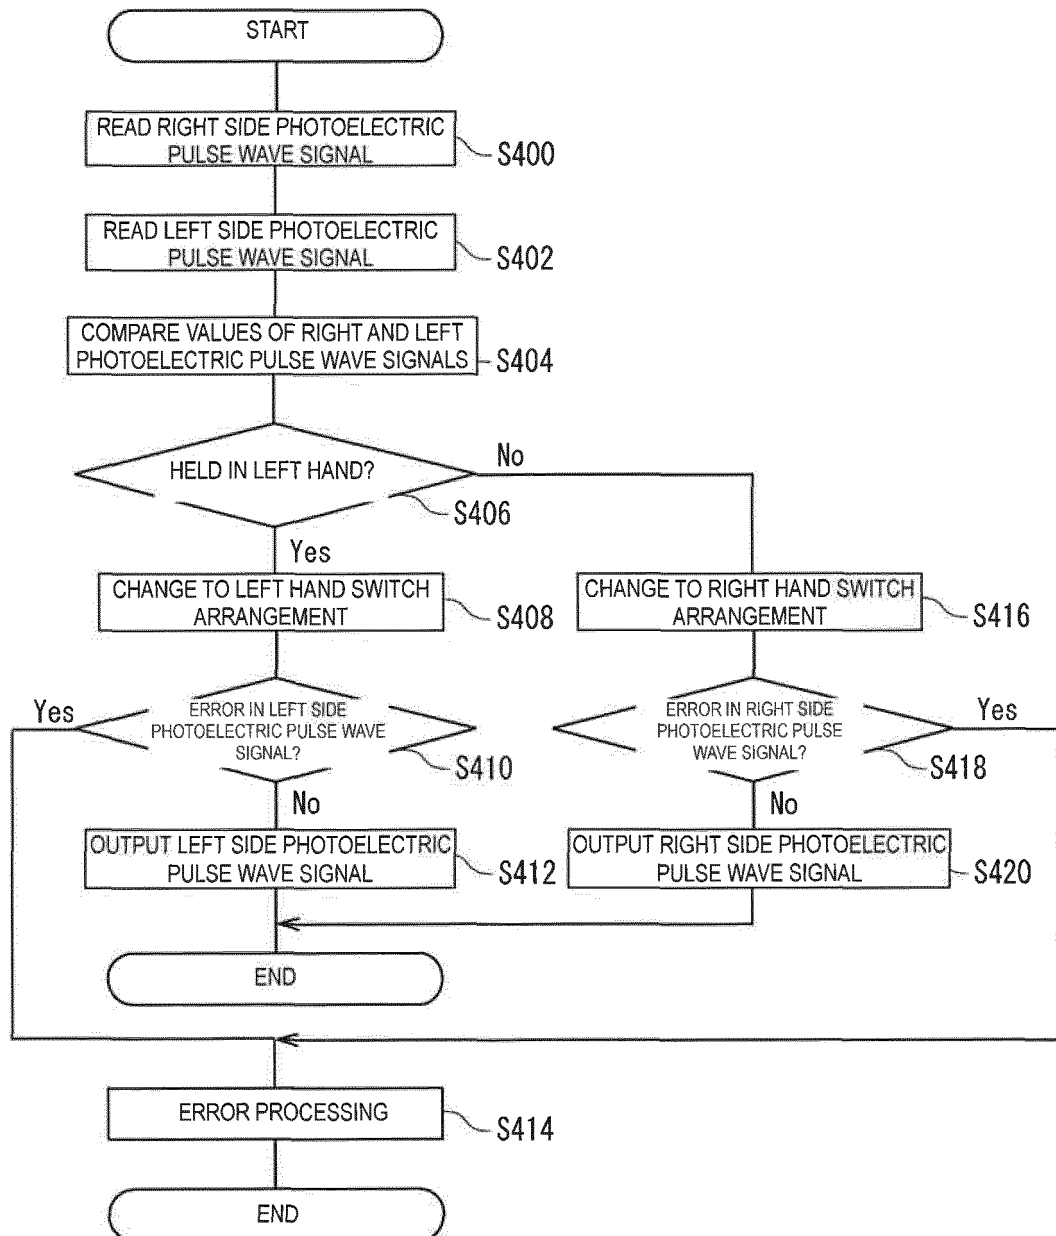 START
READ RIGHT SIDE PHOTOELECTRIC
PULSE WAVE SIGNAL
S400
READ LEFT SIDE PHOTOELECTRIC
PULSE WAVE SIGNAL
S402
COMPARE VALUES OF RIGHT AND LEFT
PHOTOELECTRIC PULSE WAVE SIGNALS
S404
HELD IN LEFT HAND?
No
S406
Yes
CHANGE TO LEFT HAND SWITCH
ARRANGEMENT
S408
CHANGE TO RIGHT HAND SWITCH
ARRANGEMENT
S416
Yes
ERROR IN LEFT SIDE
PHOTOELECTRIC PULSE WAVE
SIGNAL?
S410
ERROR IN RIGHT SIDE
PHOTOELECTRIC PULSE
WAVE SIGNAL?
Yes
S418
No
No
OUTPUT LEFT SIDE PHOTOELECTRIC
PULSE WAVE SIGNAL
S412
OUTPUT RIGHT SIDE PHOTOELECTRIC
PULSE WAVE SIGNAL
S420
END
ERROR PROCESSING
S414
END